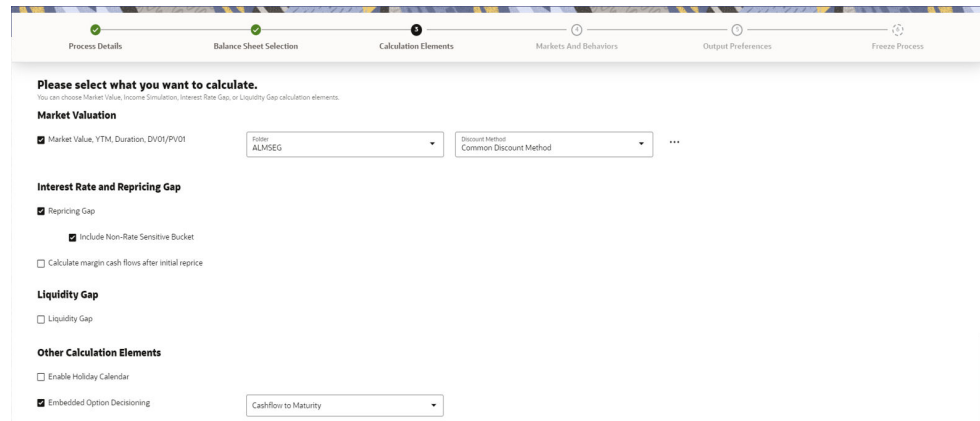 3
4
5
6
Process Details
Balance Sheet Selection
Calculation Elements
Markets And Behaviors
Output Preferences
Freeze Process
Please select what you want to calculate.
You can choose Market Value, Income Simulation, Interest Rate Gap, or Liquidity Gap calculation elements.
Market Valuation
Market Value, YTM, Duration, DV01/PV01
Folder
ALMSEG
Discount Method
Common Discount Method
...
Interest Rate and Repricing Gap
Repricing Gap
Include Non-Rate Sensitive Bucket
Calculate margin cash flows after initial reprice
Liquidity Gap
Liquidity Gap
Other Calculation Elements
Enable Holiday Calendar
Embedded Option Decisioning
Cashflow to Maturity